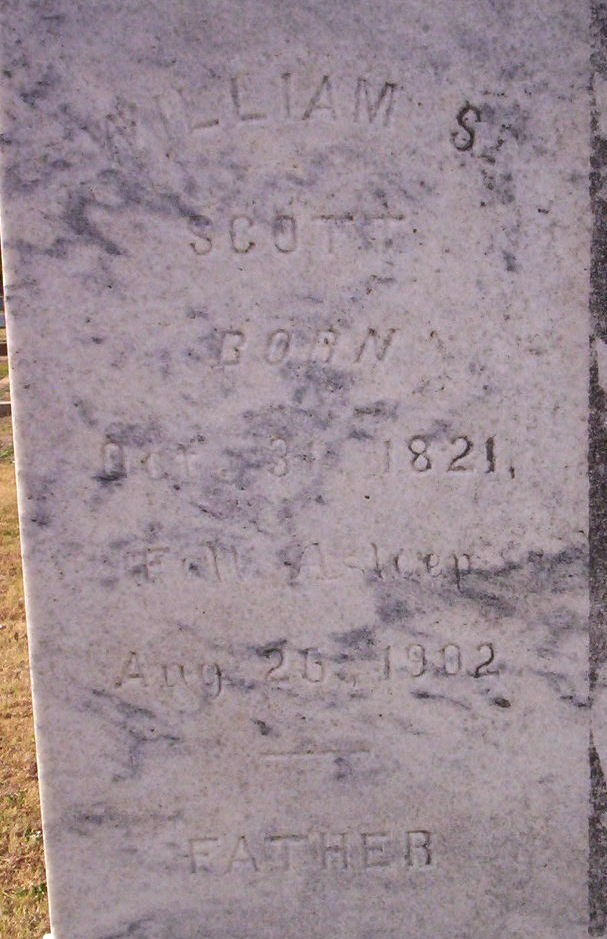 WILLIAM S.
SCOTT
BORN
Oct. 31, 1821,
Fell Asleep
Aug 26, 1902
FATHER